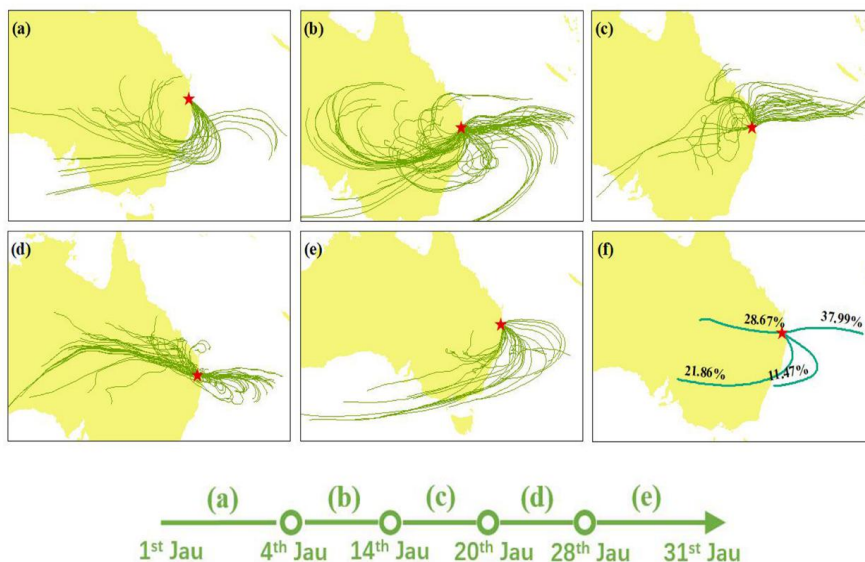 (a)
(b)
(c)
(d)
(e)
(f)
28.67%
37.99%
21.86%
11.47%
(a) (b) (c) (d) (e)
1st Jau 4th Jau 14th Jau 20th Jau 28th Jau 31st Jau